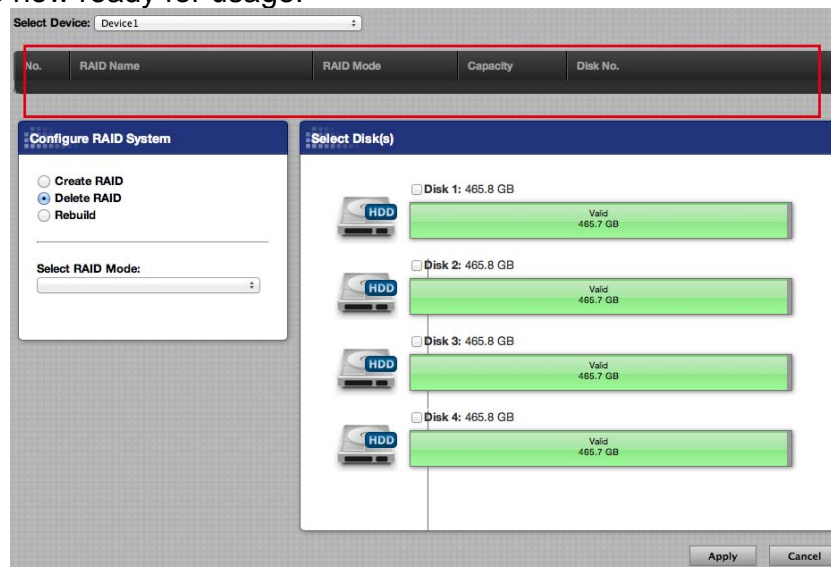 now ready for usage.
Select Device: Device1
No. RAID Name RAID Mode Capacity Disk No.
Configure RAID System
Select Disk(s)
Create RAID
Delete RAID
Rebuild
Select RAID Mode:
Disk 1: 465.8 GB
HDD
Valid
465.7 GB
Disk 2: 465.8 GB
HDD
Valid
465.7 GB
Disk 3: 465.8 GB
HDD
Valid
465.7 GB
Disk 4: 465.8 GB
HDD
Valid
465.7 GB
Apply Cancel